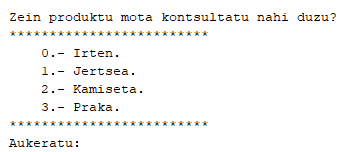 Zein produktu mota kontsultatu nahi duzu?
*************************
0.- Irten.
1.- Jertsea.
2.- Kamiseta.
3.- Praka.
*************************
Aukeratu: